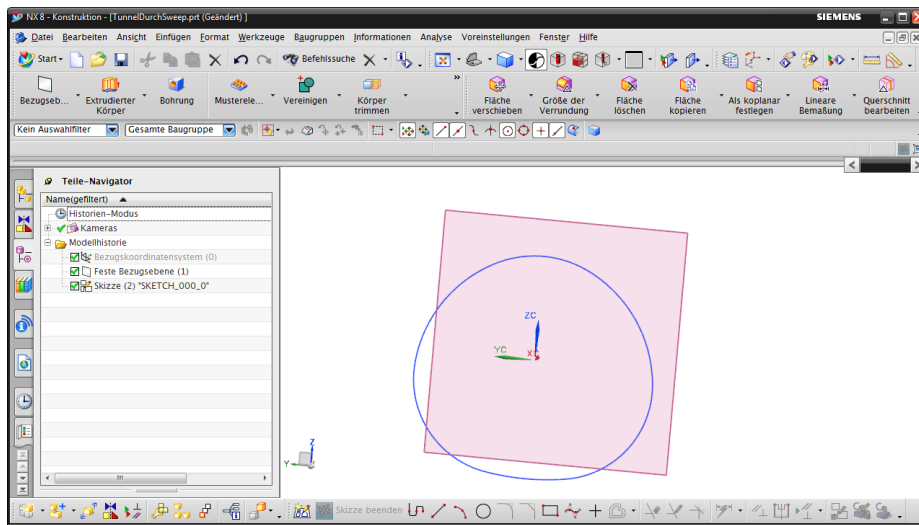 NX 8 - Konstruktion - [TunnelDurchSweep.prt (Geändert) ]
SIEMENS
Datei Bearbeiten Ansicht Einfügen Format Werkzeuge Baugruppen Informationen Analyse Voreinstellungen Fenster Hilfe
Start Befehlssuche
Bezugseb... Extrudierter Körper Bohrung Musterele... Vereinigen Körper trimmen Fläche verschieben Größe der Verrundung Fläche löschen Fläche kopieren Als koplanar festlegen Lineare Bemaßung Querschnitt bearbeiten
Kein Auswahlfilter Gesamte Baugruppe
Teile-Navigator
Name(gefiltert)
Historien-Modus
Kameras
Modellhistorie
Bezugskoordinatensystem (0)
Feste Bezugsebene (1)
Skizze (2) "SKETCH_000_0"
ZC
YC
XC
Z
Y
Skizze beenden